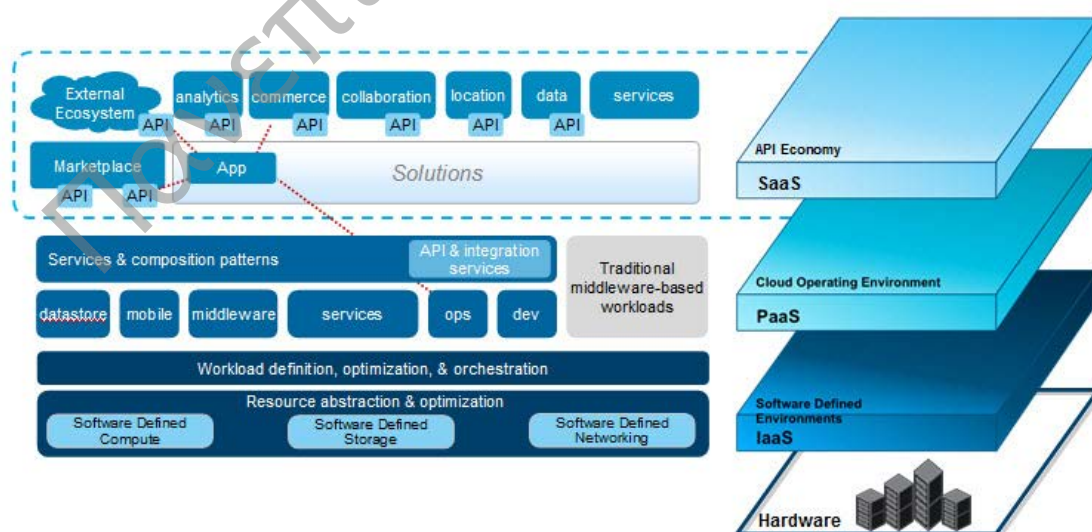 External
Ecosystem
API
analytics
API
commerce
API
collaboration
API
location
API
data
API
services
Marketplace
API
API
App
Solutions
Services & composition patterns
API & integration
services
Traditional
middleware-based
workloads
datastore
mobile
middleware
services
ops
dev
Workload definition, optimization, & orchestration
Resource abstraction & optimization
Software Defined
Compute
Software Defined
Storage
Software Defined
Networking
API Economy
SaaS
Cloud Operating Environment
PaaS
Software Defined
Environments
IaaS
Hardware